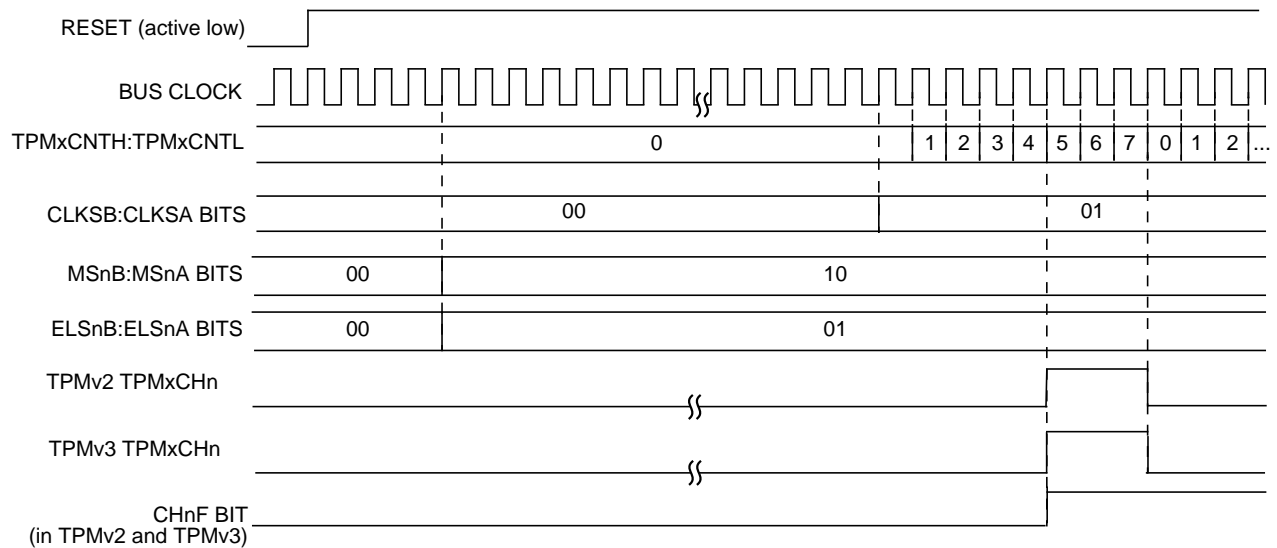 RESET (active low)
BUS CLOCK
TPMxCNTH:TPMxCNTL 0 1 2 3 4 5 6 7 0 1 2 ...
CLKSB:CLKSA BITS 00 01
MSnB:MSnA BITS 00 10
ELSnB:ELSnA BITS 00 01
TPMv2 TPMxCHn
TPMv3 TPMxCHn
CHnF BIT
(in TPMv2 and TPMv3)